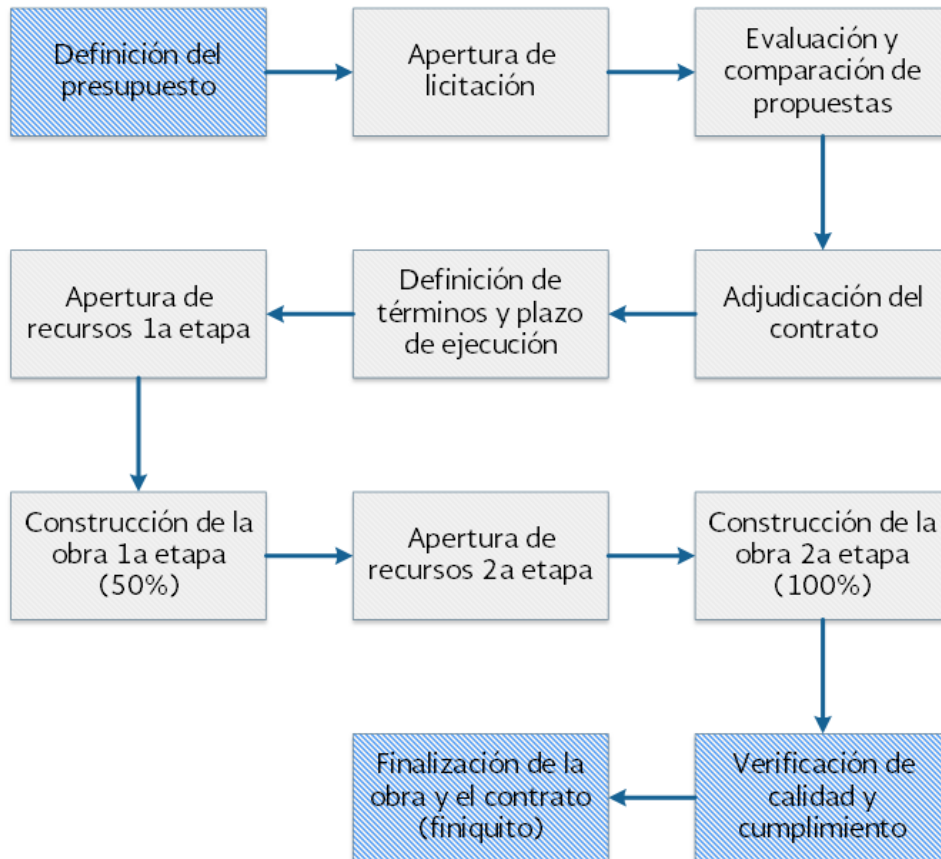 Definición del
presupuesto
Apertura de
licitación
Evaluación y
comparación de
propuestas
Adjudicación del
contrato
Definición de
términos y plazo
de ejecución
Apertura de
recursos 1a etapa
Construcción de la
obra 1a etapa
(50%)
Apertura de
recursos 2a etapa
Construcción de la
obra 2a etapa
(100%)
Verificación de
calidad y
cumplimiento
Finalización de la
obra y el contrato
(finiquito)